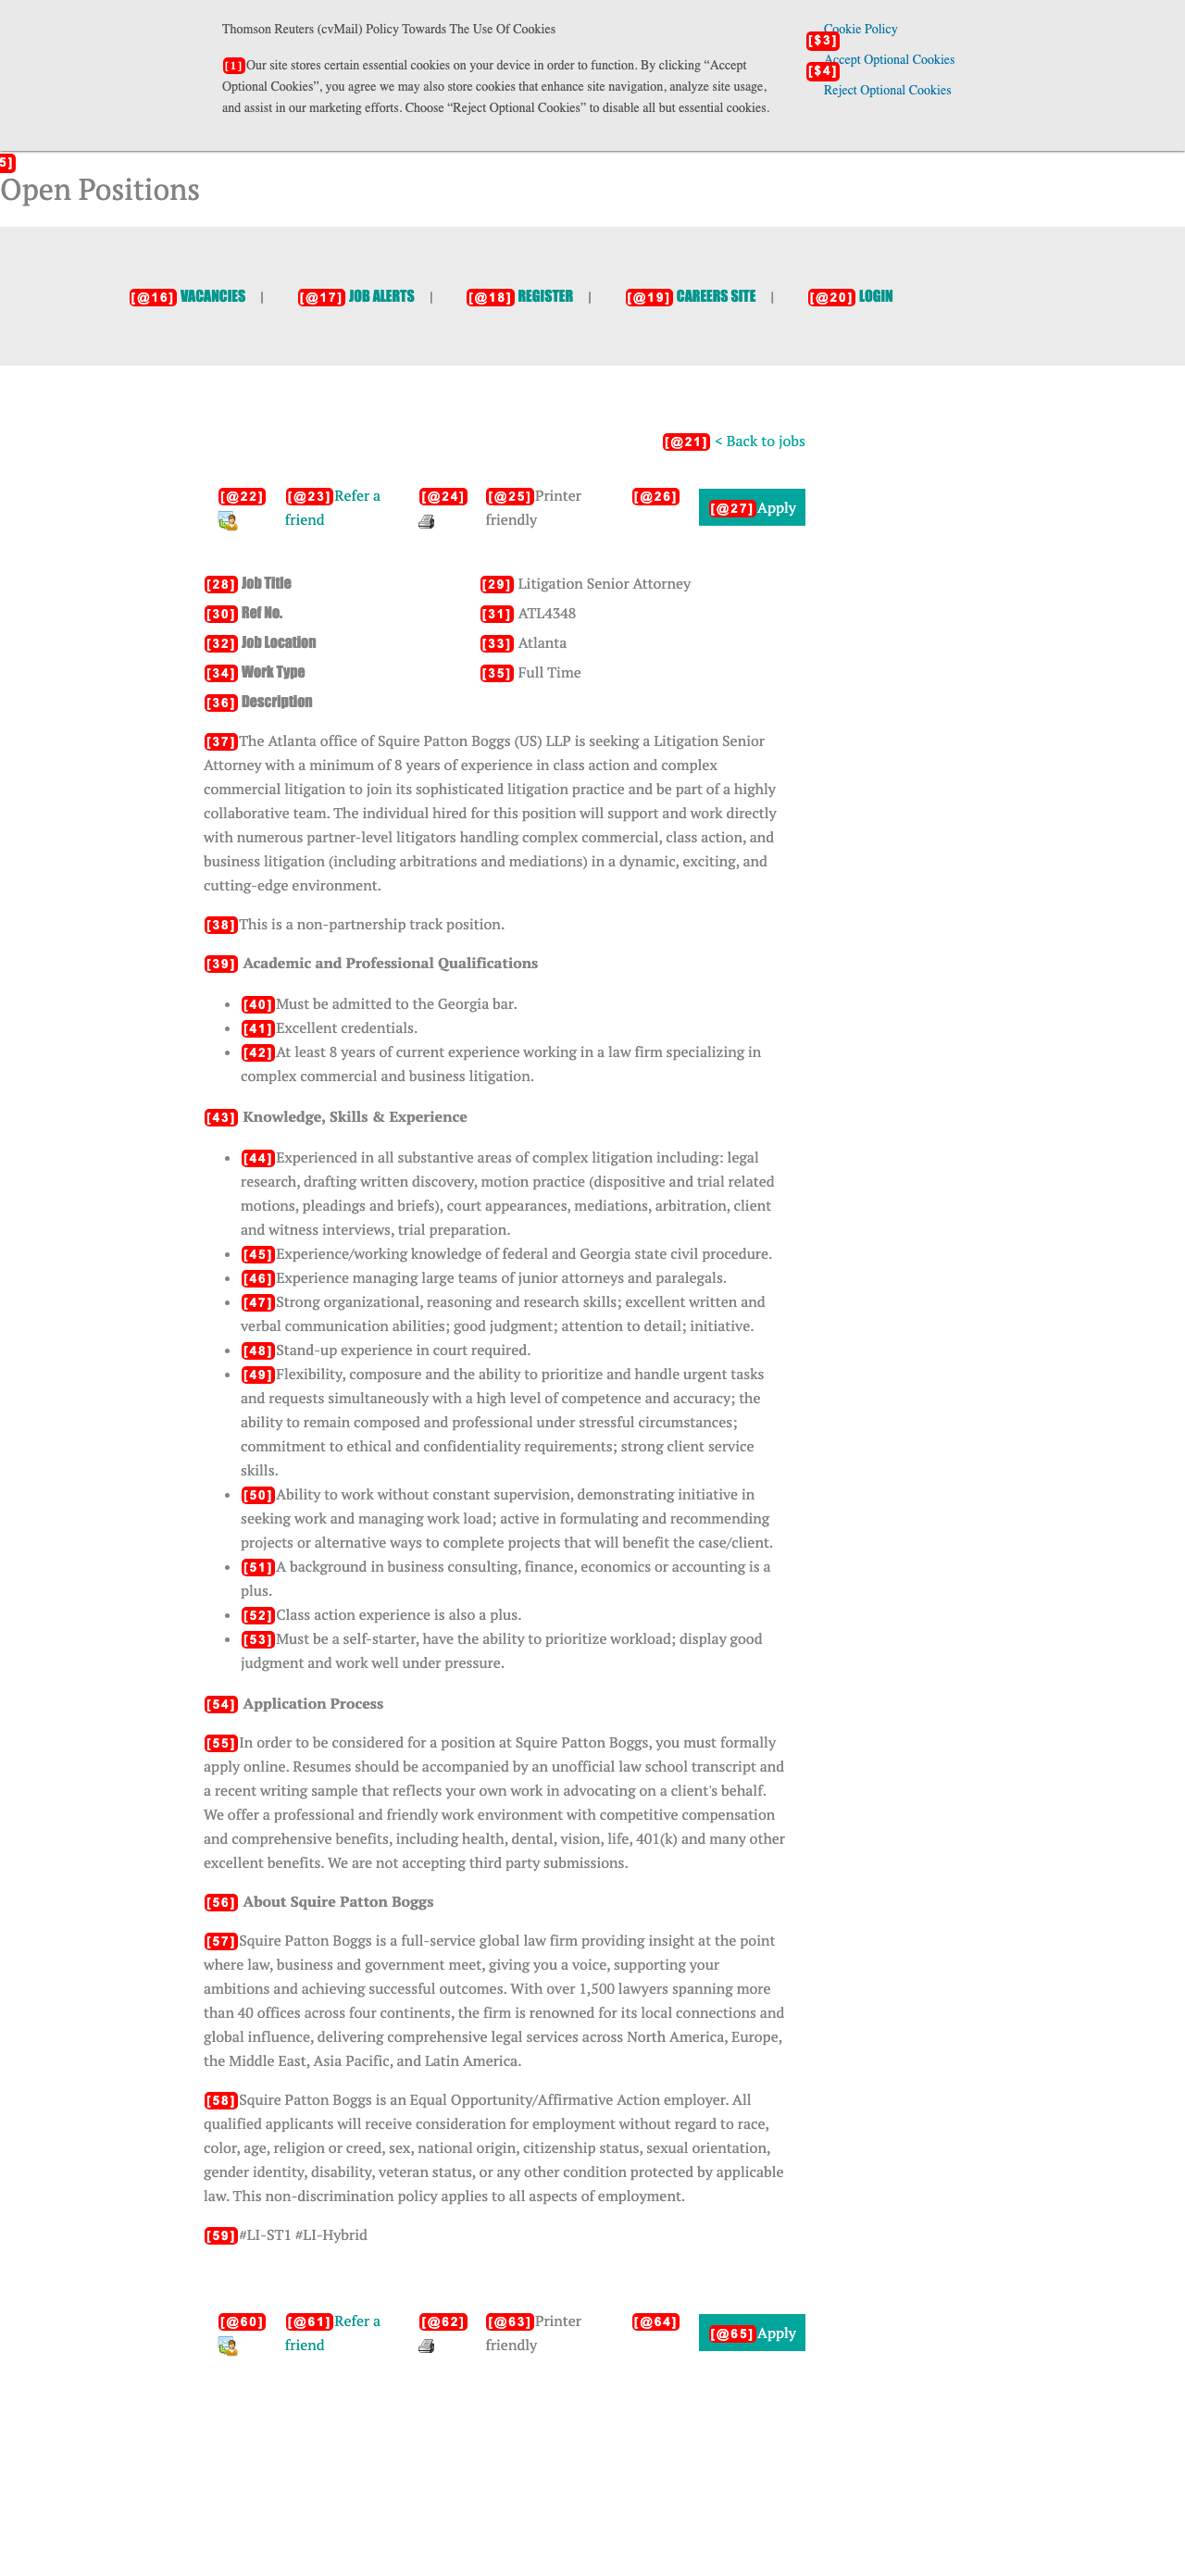 Thomson Reuters (cvMail) Policy Towards The Use Of Cookies
[1]Our site stores certain essential cookies on your device in order to function. By clicking “Accept
Optional Cookies”, you agree we may also store cookies that enhance site navigation, analyze site usage,
and assist in our marketing efforts. Choose “Reject Optional Cookies” to disable all but essential cookies.
Cookie Policy
[$3]
Accept Optional Cookies
[$4]
Reject Optional Cookies
5]
Open Positions
[@16] VACANCIES | [@17] JOB ALERTS | [@18] REGISTER | [@19] CAREERS SITE | [@20] LOGIN
[@21] < Back to jobs
[@22] [@23]Refer a friend [@24] [@25]Printer friendly [@26] [@27]Apply
[28] Job Title [29] Litigation Senior Attorney
[30] Ref No. [31] ATL4348
[32] Job Location [33] Atlanta
[34] Work Type [35] Full Time
[36] Description
[37]The Atlanta office of Squire Patton Boggs (US) LLP is seeking a Litigation Senior
Attorney with a minimum of 8 years of experience in class action and complex
commercial litigation to join its sophisticated litigation practice and be part of a highly
collaborative team. The individual hired for this position will support and work directly
with numerous partner-level litigators handling complex commercial, class action, and
business litigation (including arbitrations and mediations) in a dynamic, exciting, and
cutting-edge environment.
[38]This is a non-partnership track position.
[39] Academic and Professional Qualifications
• [40]Must be admitted to the Georgia bar.
• [41]Excellent credentials.
• [42]At least 8 years of current experience working in a law firm specializing in
complex commercial and business litigation.
[43] Knowledge, Skills & Experience
• [44]Experienced in all substantive areas of complex litigation including: legal
research, drafting written discovery, motion practice (dispositive and trial related
motions, pleadings and briefs), court appearances, mediations, arbitration, client
and witness interviews, trial preparation.
• [45]Experience/working knowledge of federal and Georgia state civil procedure.
• [46]Experience managing large teams of junior attorneys and paralegals.
• [47]Strong organizational, reasoning and research skills; excellent written and
verbal communication abilities; good judgment; attention to detail; initiative.
• [48]Stand-up experience in court required.
• [49]Flexibility, composure and the ability to prioritize and handle urgent tasks
and requests simultaneously with a high level of competence and accuracy; the
ability to remain composed and professional under stressful circumstances;
commitment to ethical and confidentiality requirements; strong client service
skills.
• [50]Ability to work without constant supervision, demonstrating initiative in
seeking work and managing work load; active in formulating and recommending
projects or alternative ways to complete projects that will benefit the case/client.
• [51]A background in business consulting, finance, economics or accounting is a
plus.
• [52]Class action experience is also a plus.
• [53]Must be a self-starter, have the ability to prioritize workload; display good
judgment and work well under pressure.
[54] Application Process
[55]In order to be considered for a position at Squire Patton Boggs, you must formally
apply online. Resumes should be accompanied by an unofficial law school transcript and
a recent writing sample that reflects your own work in advocating on a client's behalf.
We offer a professional and friendly work environment with competitive compensation
and comprehensive benefits, including health, dental, vision, life, 401(k) and many other
excellent benefits. We are not accepting third party submissions.
[56] About Squire Patton Boggs
[57]Squire Patton Boggs is a full-service global law firm providing insight at the point
where law, business and government meet, giving you a voice, supporting your
ambitions and achieving successful outcomes. With over 1,500 lawyers spanning more
than 40 offices across four continents, the firm is renowned for its local connections and
global influence, delivering comprehensive legal services across North America, Europe,
the Middle East, Asia Pacific, and Latin America.
[58]Squire Patton Boggs is an Equal Opportunity/Affirmative Action employer. All
qualified applicants will receive consideration for employment without regard to race,
color, age, religion or creed, sex, national origin, citizenship status, sexual orientation,
gender identity, disability, veteran status, or any other condition protected by applicable
law. This non-discrimination policy applies to all aspects of employment.
[59]#LI-ST1 #LI-Hybrid
[@60] [@61]Refer a friend [@62] [@63]Printer friendly [@64] [@65]Apply